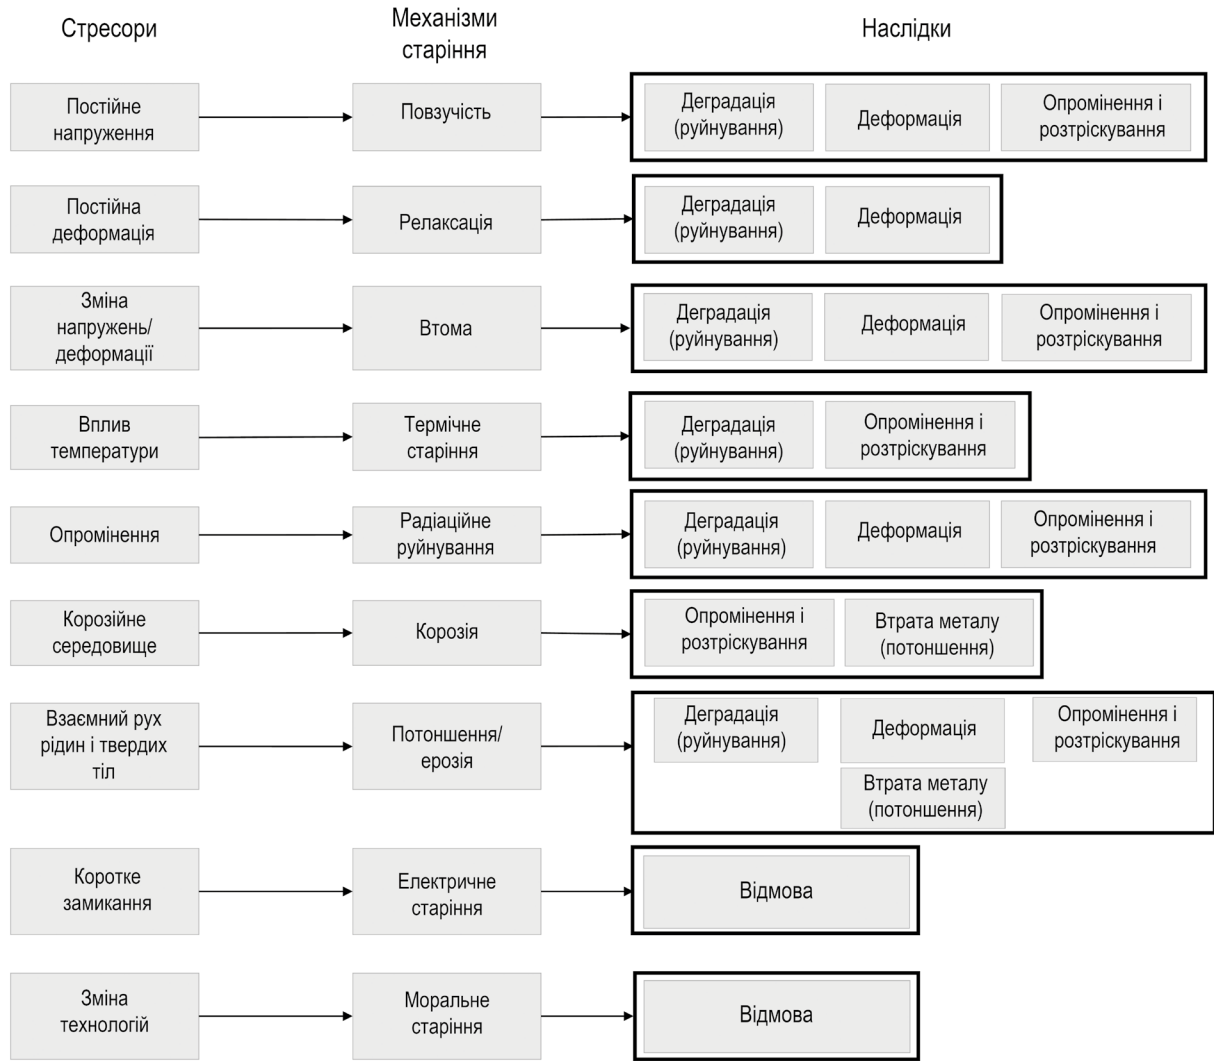 Стресори
Механізми
старіння
Наслідки
Постійне
напруження
Повзучість
Деградація
(руйнування)
Деформація
Опромінення і
розтріскування
Постійна
деформація
Релаксація
Деградація
(руйнування)
Деформація
Зміна
напружень/
деформації
Втома
Деградація
(руйнування)
Деформація
Опромінення і
розтріскування
Вплив
температури
Термічне
старіння
Деградація
(руйнування)
Опромінення і
розтріскування
Опромінення
Радіаційне
руйнування
Деградація
(руйнування)
Деформація
Опромінення і
розтріскування
Корозійне
середовище
Корозія
Опромінення і
розтріскування
Втрата металу
(потоншення)
Взаємний рух
рідин і твердих
тіл
Потоншення/
ерозія
Деградація
(руйнування)
Деформація
Опромінення і
розтріскування
Втрата металу
(потоншення)
Коротке
замикання
Електричне
старіння
Відмова
Зміна
технологій
Моральне
старіння
Відмова